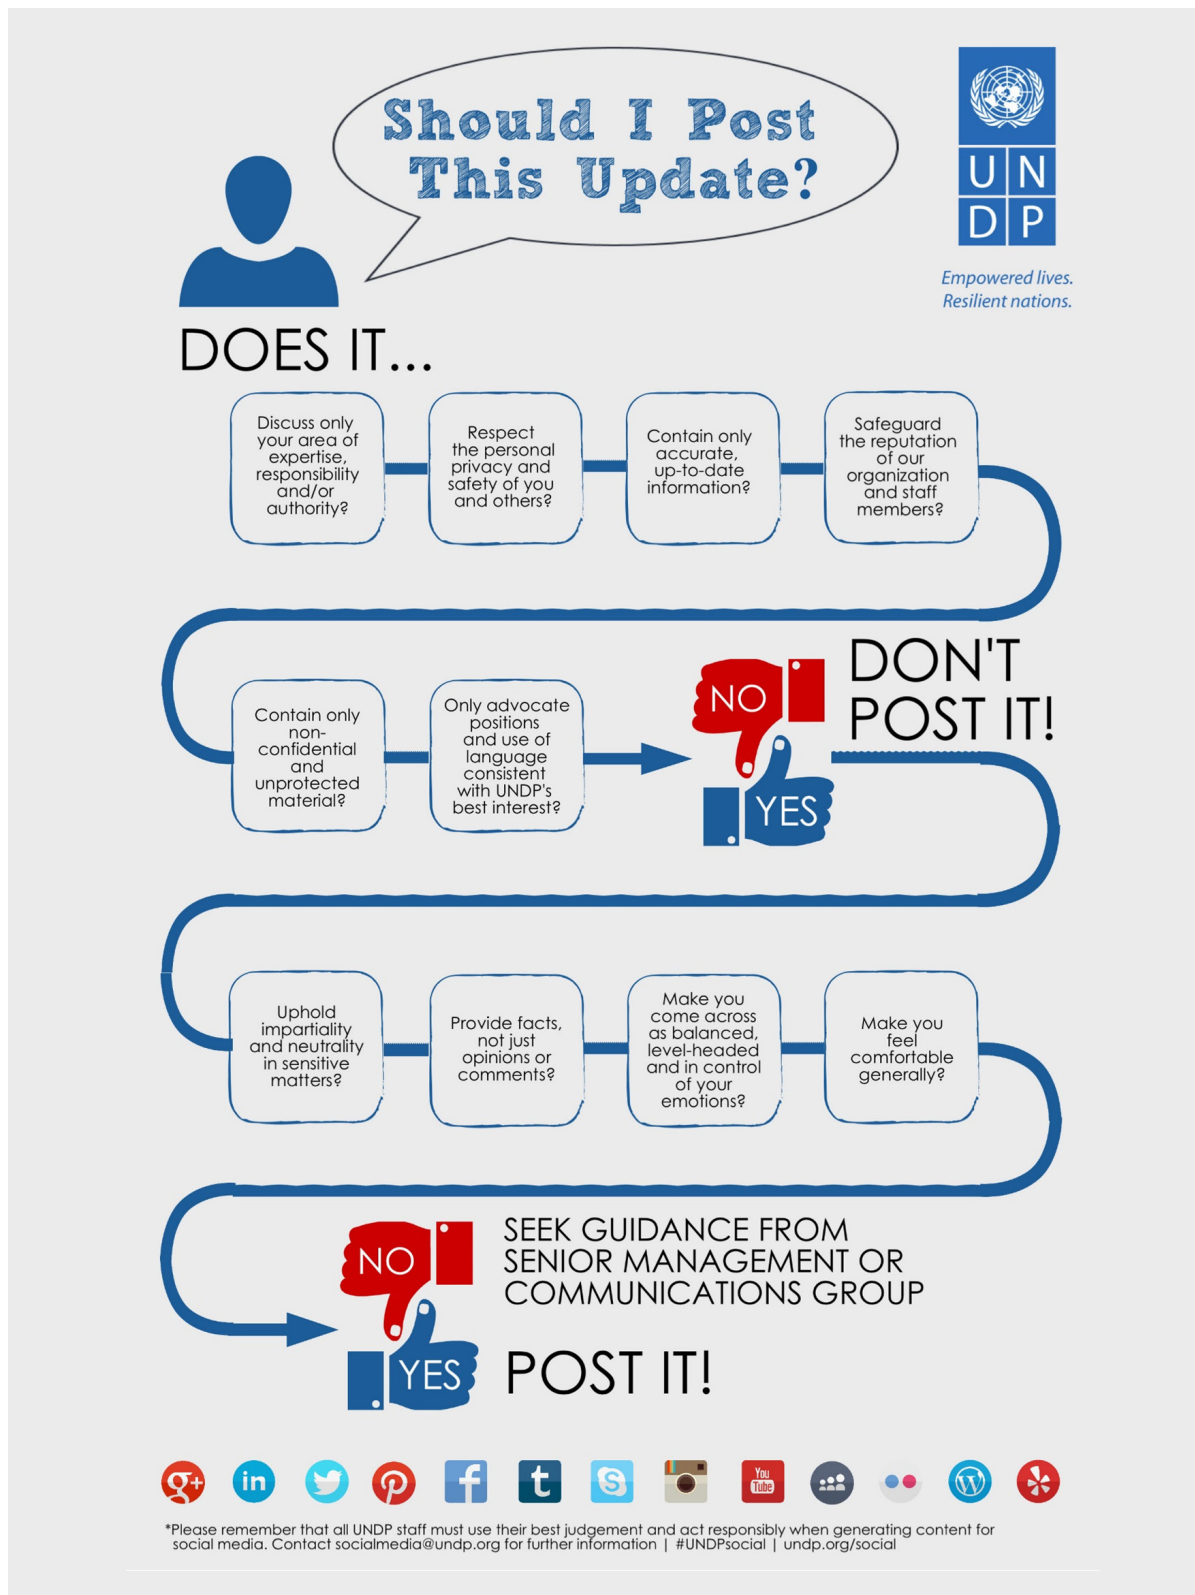 Should I Post
This Update?
UN
DP
Empowered lives.
Resilient nations.
DOES IT...
Discuss only
your area of
expertise,
responsibility
and/or
authority?
Respect
the personal
privacy and
safety of you
and others?
Contain only
accurate,
up-to-date
information?
Safeguard
the reputation
of our
organization
and staff
members?
Contain only
non-
confidential
and
unprotected
material?
Only advocate
positions
and use of
language
consistent
with UNDP's
best interest?
NO
DON'T
POST IT!
YES
Uphold
impartiality
and neutrality
in sensitive
matters?
Provide facts,
not just
opinions or
comments?
Make you
come across
as balanced,
level-headed
and in control
of your
emotions?
Make you
feel
comfortable
generally?
NO
SEEK GUIDANCE FROM
SENIOR MANAGEMENT OR
COMMUNICATIONS GROUP
YES
POST IT!
g+
in
f
t
S
You
Tube
W
*Please remember that all UNDP staff must use their best judgement and act responsibly when generating content for
social media. Contact socialmedia@undp.org for further information | #UNDPsocial | undp.org/social